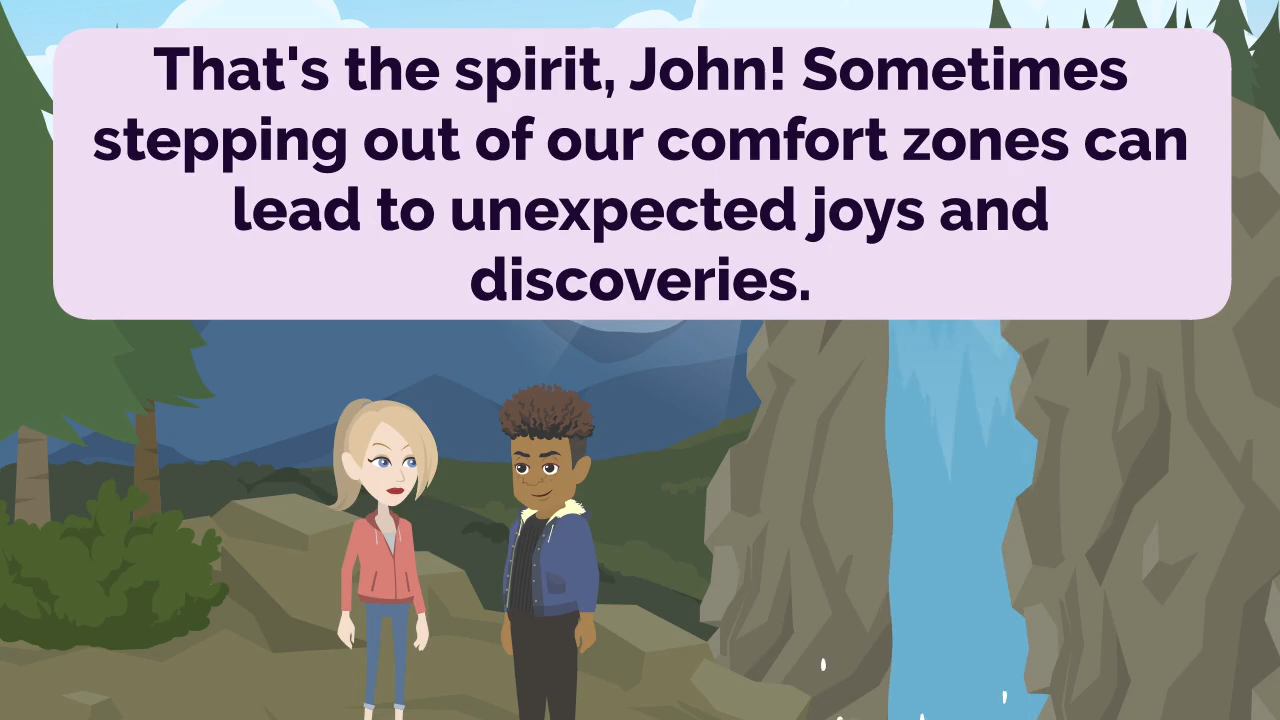 That's the spirit, John! Sometimes
stepping out of our comfort zones can
lead to unexpected joys and
discoveries.